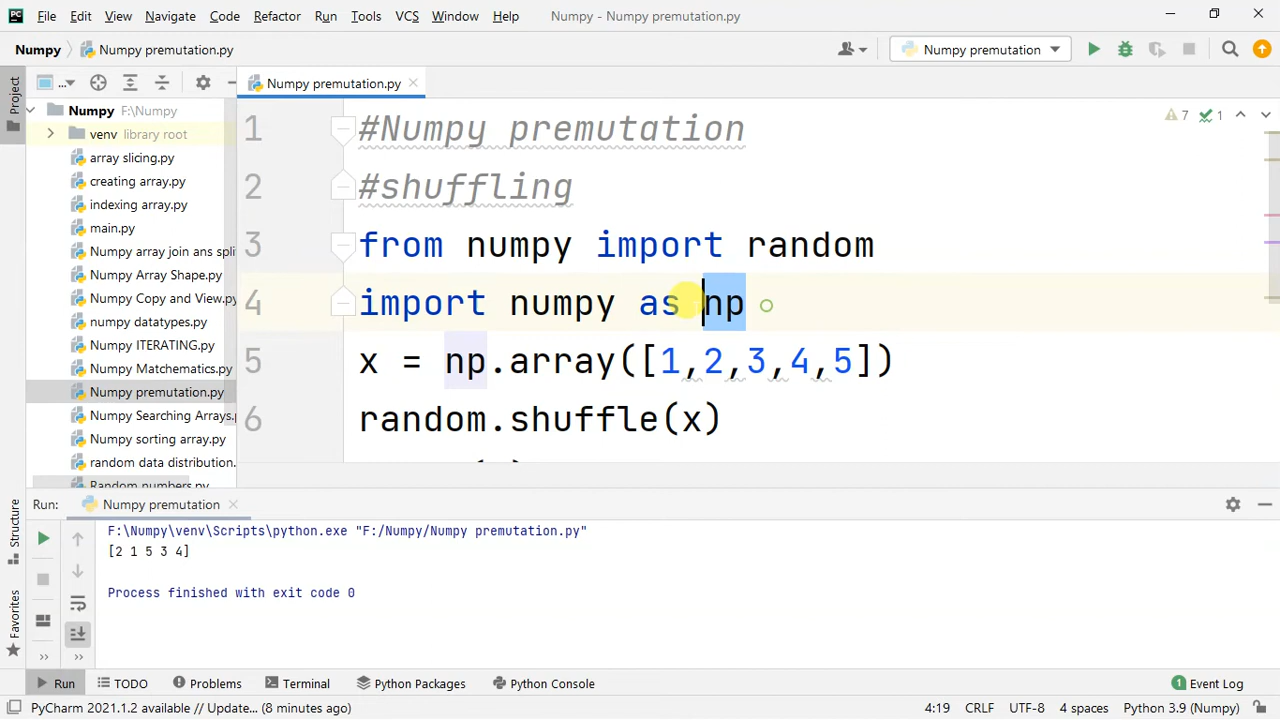 PC File Edit View Navigate Code Refactor Run Tools VCS Window Help Numpy - Numpy premutation.py
Numpy Numpy premutation.py Numpy premutation
Project ... Numpy premutation.py
Numpy F:\Numpy
venv library root
array slicing.py
creating array.py
indexing array.py
main.py
Numpy array join ans spli
Numpy Array Shape.py
Numpy Copy and View.py
numpy datatypes.py
Numpy ITERATING.py
Numpy Matchematics.py
Numpy premutation.py
Numpy Searching Arrays.
Numpy sorting array.py
random data distribution.
Random numbers.py
7 1
1 #Numpy premutation
2 #shuffling
3 from numpy import random
4 import numpy as np
5 x = np.array([1,2,3,4,5])
6 random.shuffle(x)
Run: Numpy premutation
F:\Numpy\venv\Scripts\python.exe "F:/Numpy/Numpy premutation.py"
[2 1 5 3 4]
Process finished with exit code 0
Structure
Favorites
Run TODO Problems Terminal Python Packages Python Console 1 Event Log
PyCharm 2021.1.2 available // Update... (8 minutes ago) 4:19 CRLF UTF-8 4 spaces Python 3.9 (Numpy)